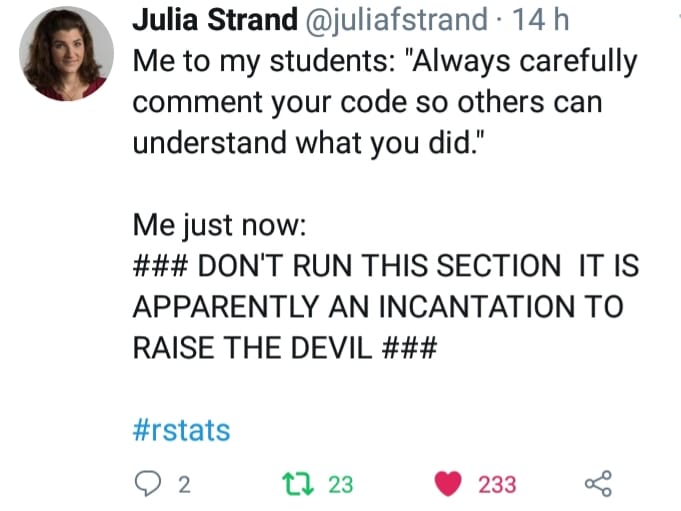 Julia Strand @juliafstrand · 14 h
Me to my students: "Always carefully
comment your code so others can
understand what you did."
Me just now:
### DON'T RUN THIS SECTION  IT IS
APPARENTLY AN INCANTATION TO
RAISE THE DEVIL ###
#rstats
2 23 233